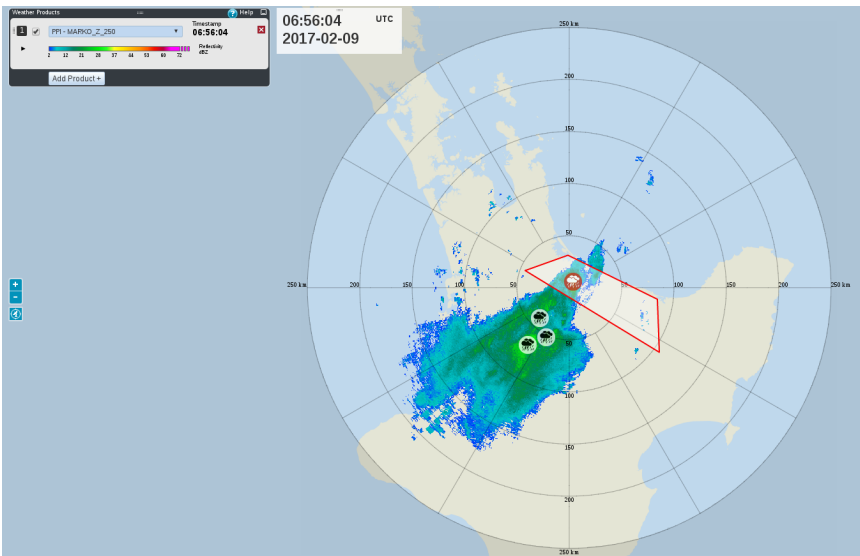 Weather Products
Help
1
PPI - MARKO_Z_250
Timestamp
06:56:04
2 12 21 28 37 44 53 60 72
Reflectivity
dBZ
Add Product +
06:56:04 UTC
2017-02-09
250 km
200
150
100
50
250 km 200 150 100 50 50 100 150 200 250 km
50
100
150
200
250 km
+
-